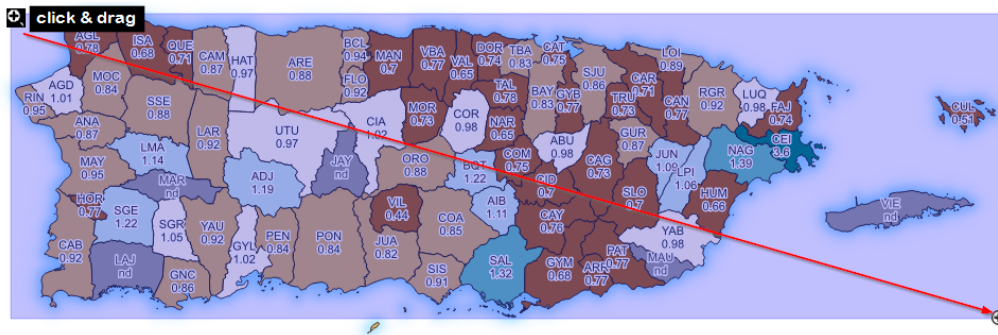 click & drag
AGL
0.78
ISA
0.68
QUE
0.71
CAM
0.87
HAT
0.97
ARE
0.88
BCL
0.94
MAN
0.7
VBA
0.77
VAL
0.65
DOR
0.74
TBA
0.83
CAT
0.75
SJU
0.86
LOI
0.89
CAR
0.71
AGD
1.01
MOC
0.84
RIN
0.95
SSE
0.88
FLO
0.92
TAL
0.78
BAY
0.83
GYB
0.77
TRU
0.73
CAN
0.77
RGR
0.92
LUQ
0.98
FAJ
0.74
CUL
0.51
ANA
0.87
LAR
0.92
UTU
0.97
CIA
1.02
MOR
0.73
COR
0.98
NAR
0.65
ABU
0.98
GUR
0.87
CEI
3.6
LMA
1.14
MAY
0.95
MAR
nd
ADJ
1.19
JAY
nd
ORO
0.88
BQT
1.22
COM
0.75
CID
0.7
CAG
0.73
JUN
1.09
LPI
1.06
NAG
1.39
HOR
0.77
SGE
1.22
SGR
1.05
YAU
0.92
VIL
0.44
COA
0.85
AIB
1.11
CAY
0.76
SLO
0.7
HUM
0.66
VIE
nd
CAB
0.92
LAJ
nd
GNC
0.86
GYL
1.02
PEN
0.84
PON
0.84
JUA
0.82
SIS
0.91
SAL
1.32
GYM
0.68
ARR
0.77
PAT
0.77
YAB
0.98
MAU
nd